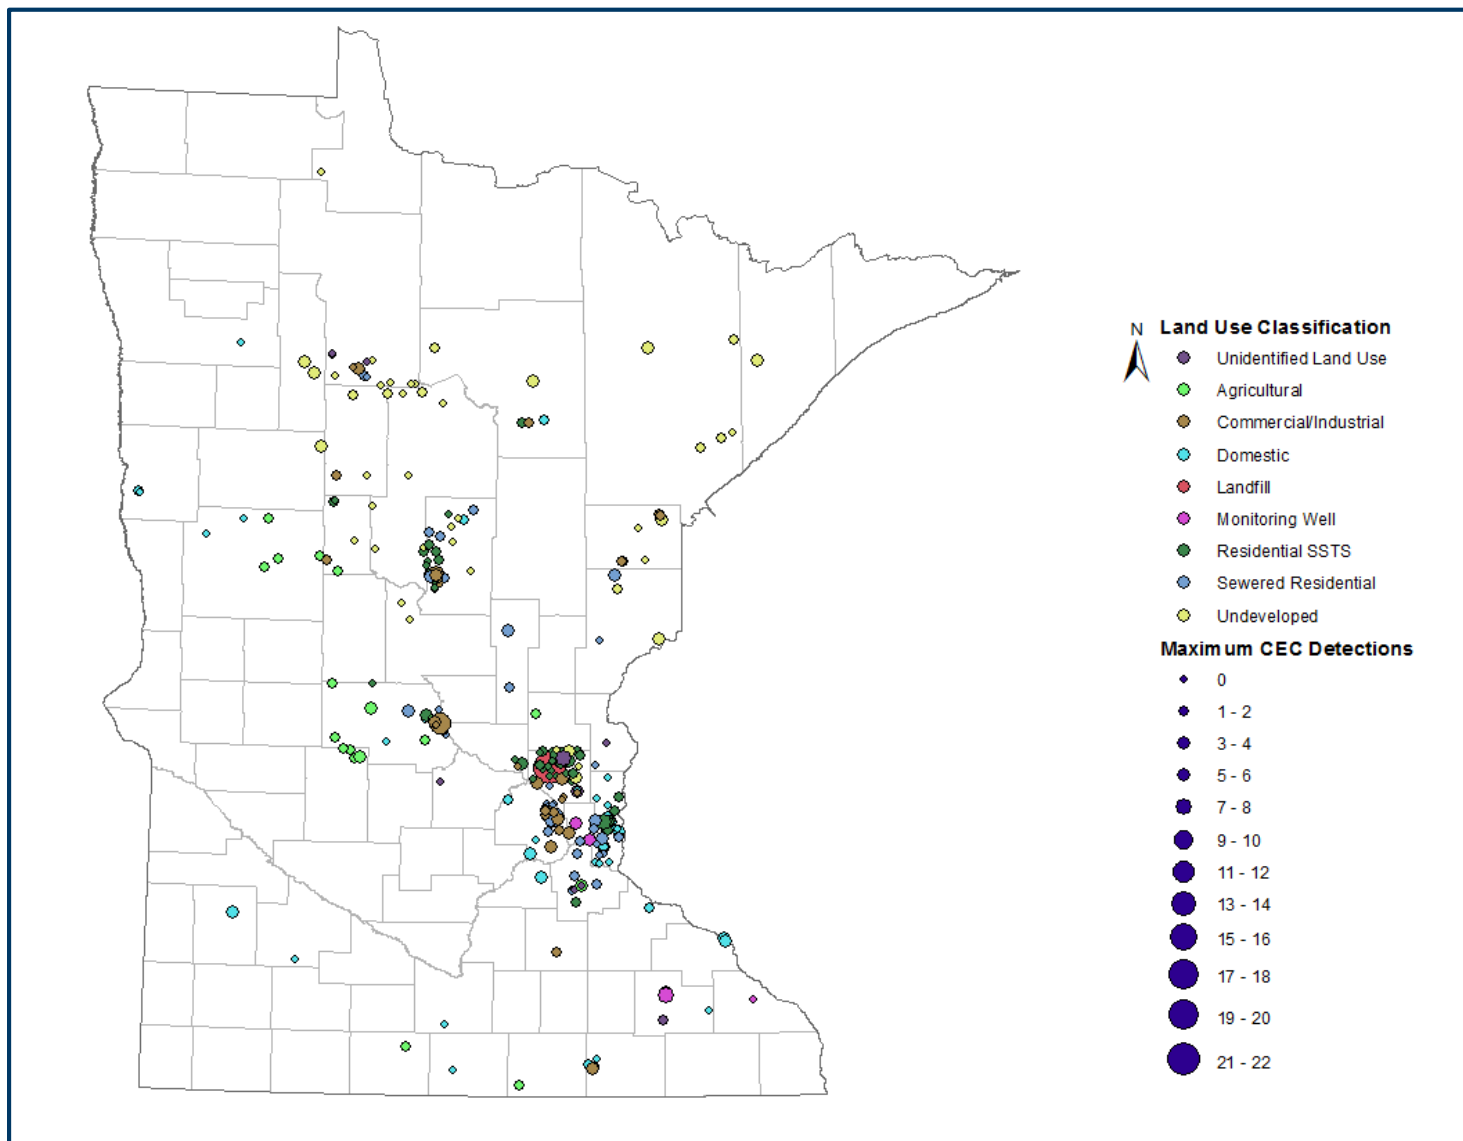 N
Land Use Classification
Unidentified Land Use
Agricultural
Commercial/Industrial
Domestic
Landfill
Monitoring Well
Residential SSTS
Sewered Residential
Undeveloped
Maximum CEC Detections
0
1 - 2
3 - 4
5 - 6
7 - 8
9 - 10
11 - 12
13 - 14
15 - 16
17 - 18
19 - 20
21 - 22